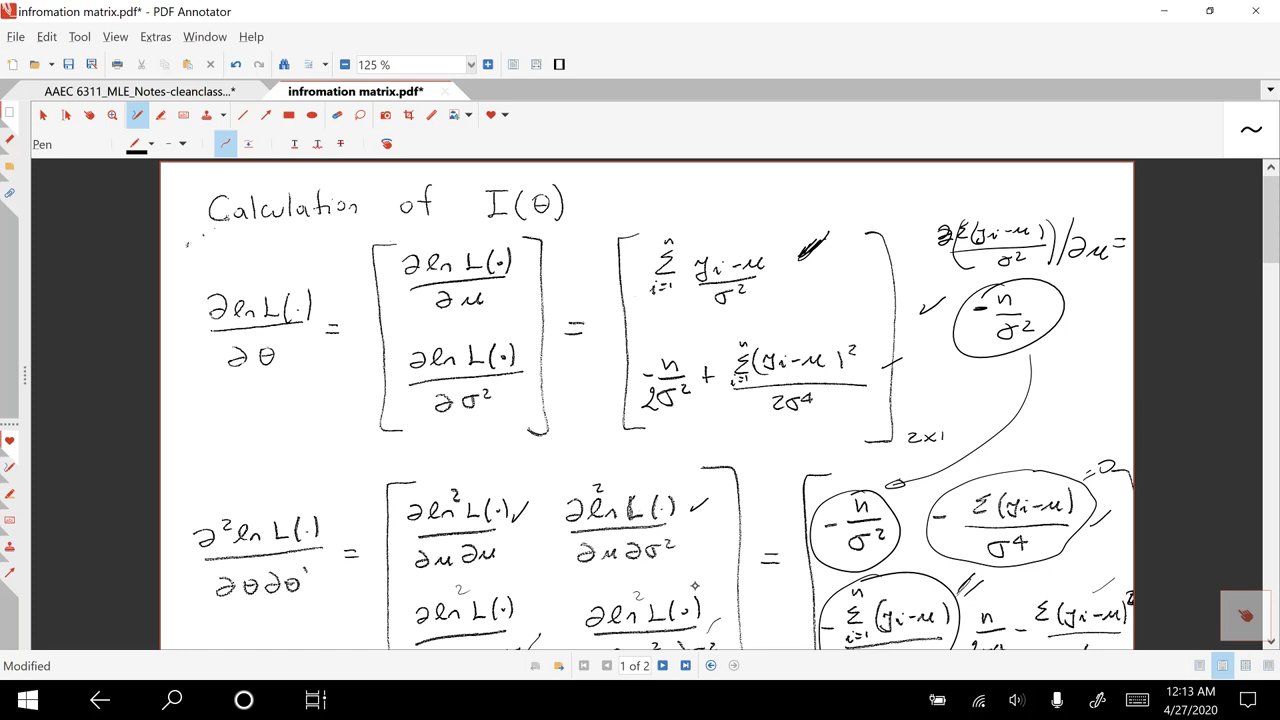 infromation matrix.pdf* - PDF Annotator
File Edit Tool View Extras Window Help
125 %
AAEC 6311_MLE_Notes-cleanclass...* infromation matrix.pdf*
Pen
Calculation of I(θ)
∂ln L(·)/∂θ = [∂ln L(·)/∂μ ; ∂ln L(·)/∂σ²] = [Σ_{i=1}^{n} (yi-μ)/σ² ; -n/2σ² + Σ_{i=1}^{n}(yi-μ)²/2σ⁴] 2×1
∂(Σ(yi-μ)/σ²)/∂μ =
-n/σ²
∂²ln L(·)/∂θ∂θ' = [∂ln²L(·)/∂μ∂μ ∂²ln L(·)/∂μ∂σ² = [-n/σ² -Σ(yi-μ)/σ⁴ =0
∂ln²L(·) ∂ln²L(·) -Σ_{i=1}^{n}(yi-μ) n - Σ(yi-μ)²
Modified
1 of 2
12:13 AM
4/27/2020